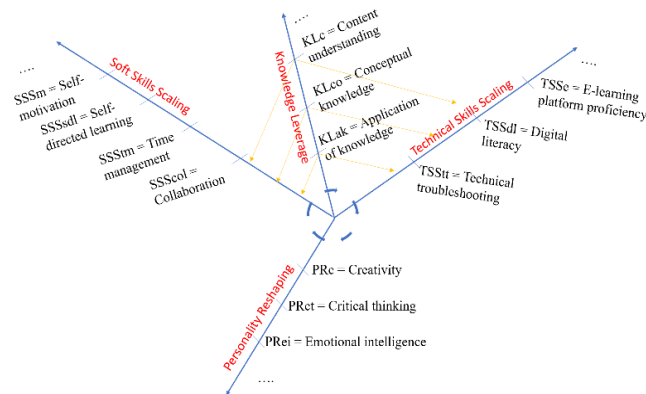 ....
Soft Skills Scaling
SSSm = Self-
motivation
SSSsdl = Self-
directed learning
SSStm = Time
management
SSScol =
Collaboration
....
Knowledge Leverage
KLc = Content
understanding
KLco = Conceptual
knowledge
KLak = Application
of knowledge
....
Technical Skills Scaling
TSSe = E-learning
platform proficiency
TSSdl = Digital
literacy
TSStt = Technical
troubleshooting
Personality Reshaping
PRc = Creativity
PRct = Critical thinking
PRei = Emotional intelligence
....